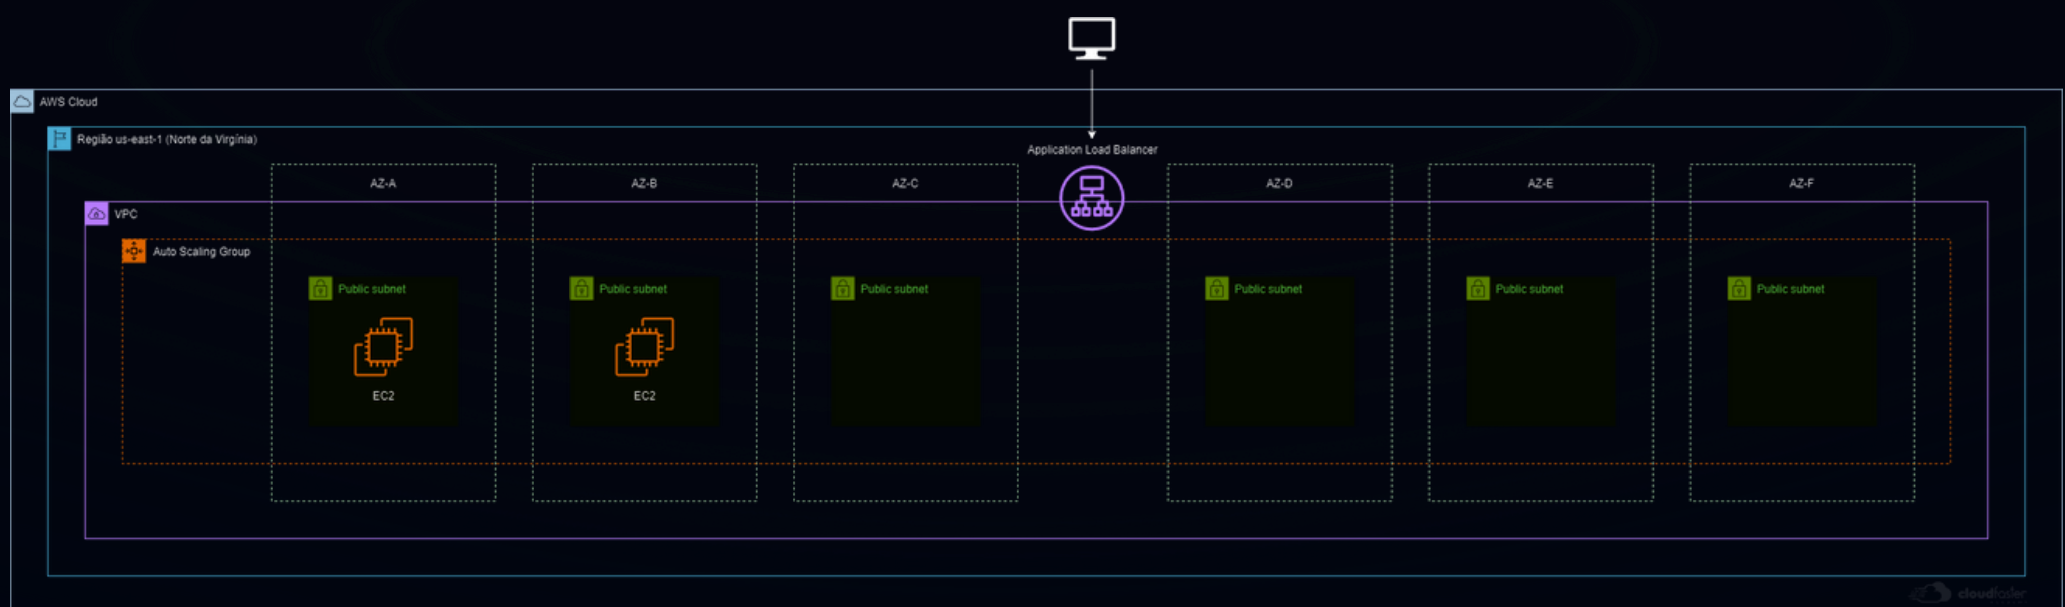 AWS Cloud
Região us-east-1 (Norte da Virgínia)
Application Load Balancer
AZ-A
AZ-B
AZ-C
AZ-D
AZ-E
AZ-F
VPC
Auto Scaling Group
Public subnet
Public subnet
Public subnet
Public subnet
Public subnet
Public subnet
EC2
EC2
cloudfaster